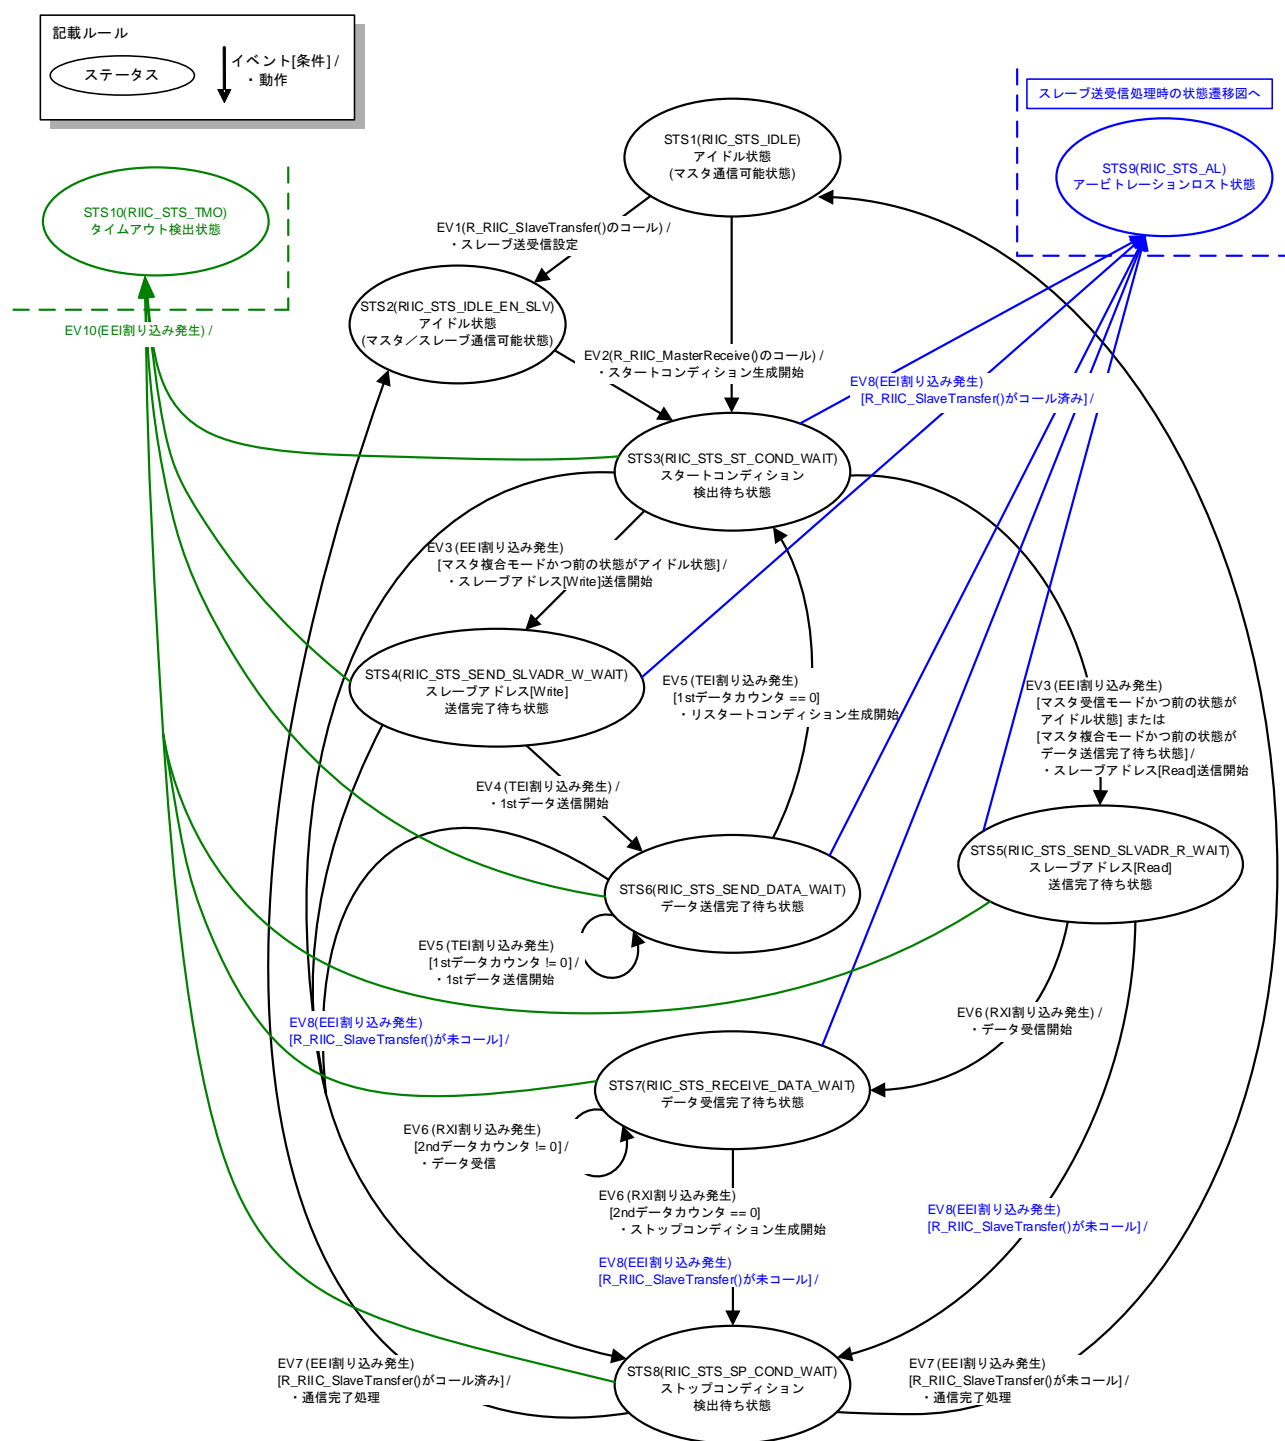 記載ルール
ステータス
イベント[条件] /
・動作
スレーブ送受信処理時の状態遷移図へ
STS9(RIIC_STS_AL)
アービトレーションロスト状態
STS1(RIIC_STS_IDLE)
アイドル状態
(マスタ通信可能状態)
STS10(RIIC_STS_TMO)
タイムアウト検出状態
EV1(R_RIIC_SlaveTransfer()のコール) /
・スレーブ送受信設定
STS2(RIIC_STS_IDLE_EN_SLV)
アイドル状態
(マスタ／スレーブ通信可能状態)
EV10(EEI割り込み発生) /
EV2(R_RIIC_MasterReceive()のコール) /
・スタートコンディション生成開始
EV8(EEI割り込み発生)
[R_RIIC_SlaveTransfer()がコール済み] /
STS3(RIIC_STS_ST_COND_WAIT)
スタートコンディション
検出待ち状態
EV3 (EEI割り込み発生)
[マスタ複合モードかつ前の状態がアイドル状態] /
・スレーブアドレス[Write]送信開始
STS4(RIIC_STS_SEND_SLVADR_W_WAIT)
スレーブアドレス[Write]
送信完了待ち状態
EV5 (TEI割り込み発生)
[1stデータカウンタ == 0]
・リスタートコンディション生成開始
EV3 (EEI割り込み発生)
[マスタ受信モードかつ前の状態が
アイドル状態] または
[マスタ複合モードかつ前の状態が
データ送信完了待ち状態] /
・スレーブアドレス[Read]送信開始
EV4 (TEI割り込み発生) /
・1stデータ送信開始
STS5(RIIC_STS_SEND_SLVADR_R_WAIT)
スレーブアドレス[Read]
送信完了待ち状態
STS6(RIIC_STS_SEND_DATA_WAIT)
データ送信完了待ち状態
EV5 (TEI割り込み発生)
[1stデータカウンタ != 0] /
・1stデータ送信開始
EV8(EEI割り込み発生)
[R_RIIC_SlaveTransfer()が未コール] /
EV6 (RXI割り込み発生) /
・データ受信開始
STS7(RIIC_STS_RECEIVE_DATA_WAIT)
データ受信完了待ち状態
EV6 (RXI割り込み発生)
[2ndデータカウンタ != 0] /
・データ受信
EV6 (RXI割り込み発生)
[2ndデータカウンタ == 0]
・ストップコンディション生成開始
EV8(EEI割り込み発生)
[R_RIIC_SlaveTransfer()が未コール] /
EV8(EEI割り込み発生)
[R_RIIC_SlaveTransfer()が未コール] /
EV7 (EEI割り込み発生)
[R_RIIC_SlaveTransfer()がコール済み] /
・通信完了処理
STS8(RIIC_STS_SP_COND_WAIT)
ストップコンディション
検出待ち状態
EV7 (EEI割り込み発生)
[R_RIIC_SlaveTransfer()が未コール] /
・通信完了処理